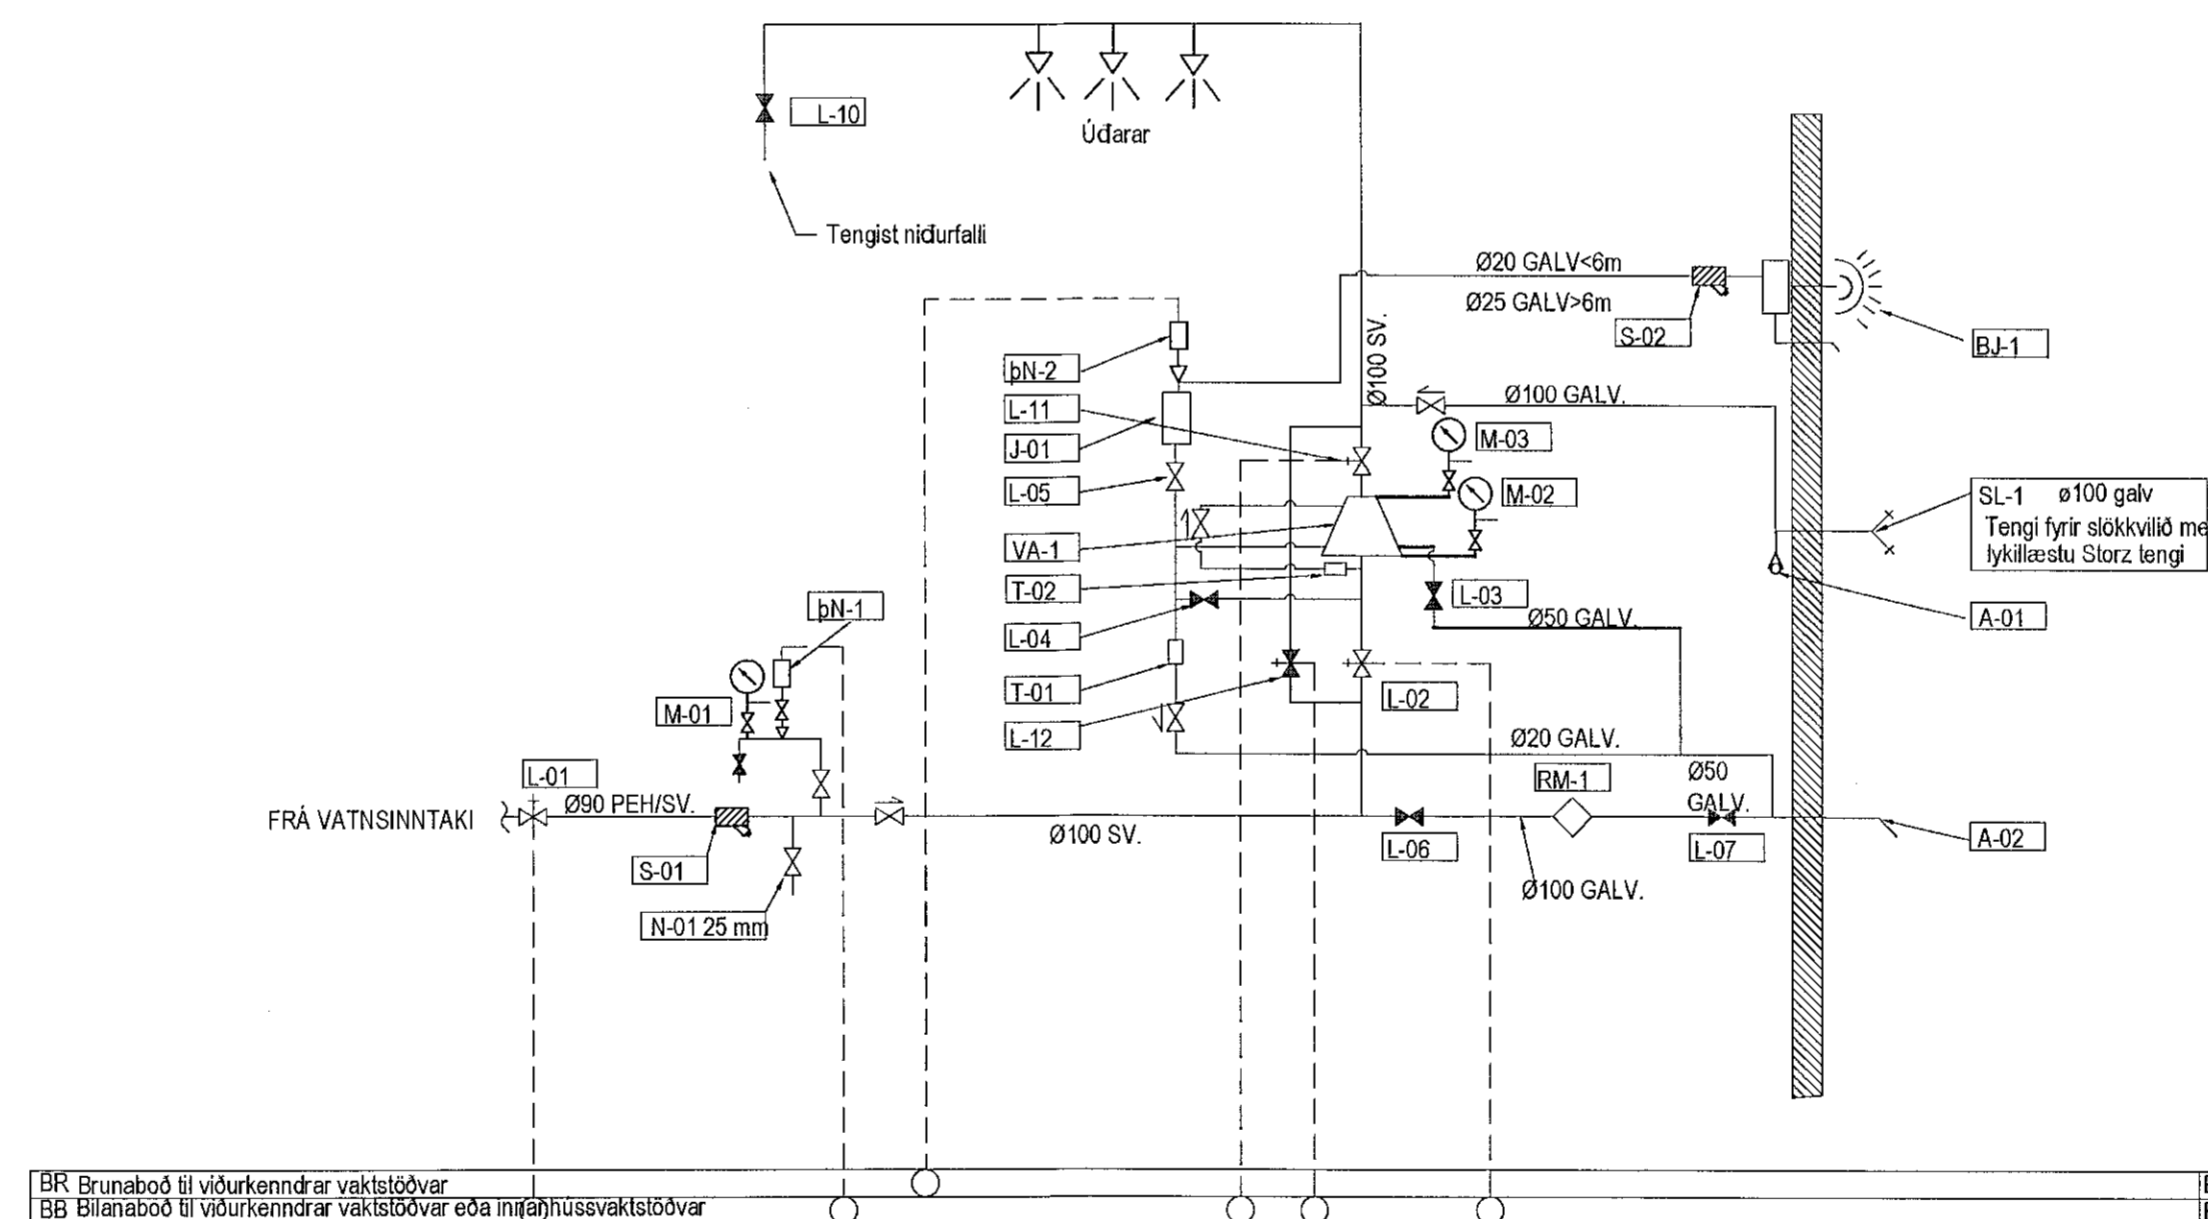 L-10
Úðarar
Tengist niðurfalli
Ø20 GALV<6m
Ø25 GALV>6m
S-02
BJ-1
þN-2
L-11
J-01
L-05
VA-1
T-02
L-04
T-01
L-12
Ø100 SV.
Ø100 GALV.
M-03
M-02
SL-1 ø100 galv
Tengi fyrir slökkvilið me
lykillæstu Storz tengi
A-01
L-03
Ø50 GALV.
L-02
þN-1
M-01
L-01
FRÁ VATNSINNTAKI
Ø90 PEH/SV.
S-01
N-01 25 mm
Ø100 SV.
Ø20 GALV.
RM-1
Ø50
GALV.
L-06
L-07
Ø100 GALV.
A-02
BR Brunaboð til viðurkenndrar vaktstöðvar
BB Bilanaboð til viðurkenndrar vaktstöðvar eða innanhússvaktstöðvar